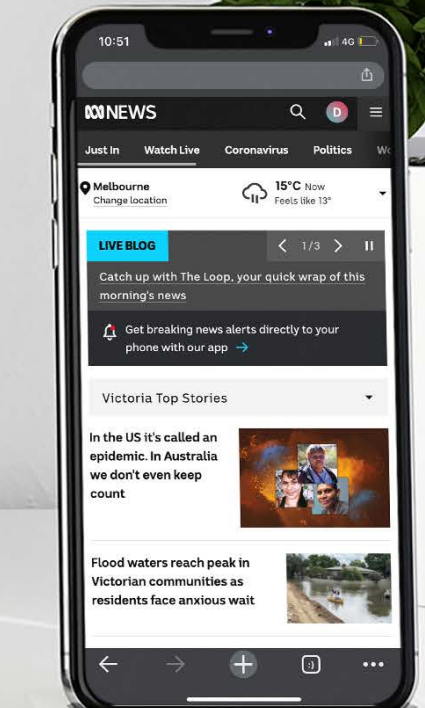 10:51
4G
NEWS
D
Just In Watch Live Coronavirus Politics
Melbourne
Change location
15°C Now
Feels like 13°
LIVE BLOG
1/3
Catch up with The Loop, your quick wrap of this
morning's news
Get breaking news alerts directly to your
phone with our app →
Victoria Top Stories
In the US it's called an
epidemic. In Australia
we don't even keep
count
Flood waters reach peak in
Victorian communities as
residents face anxious wait
:)